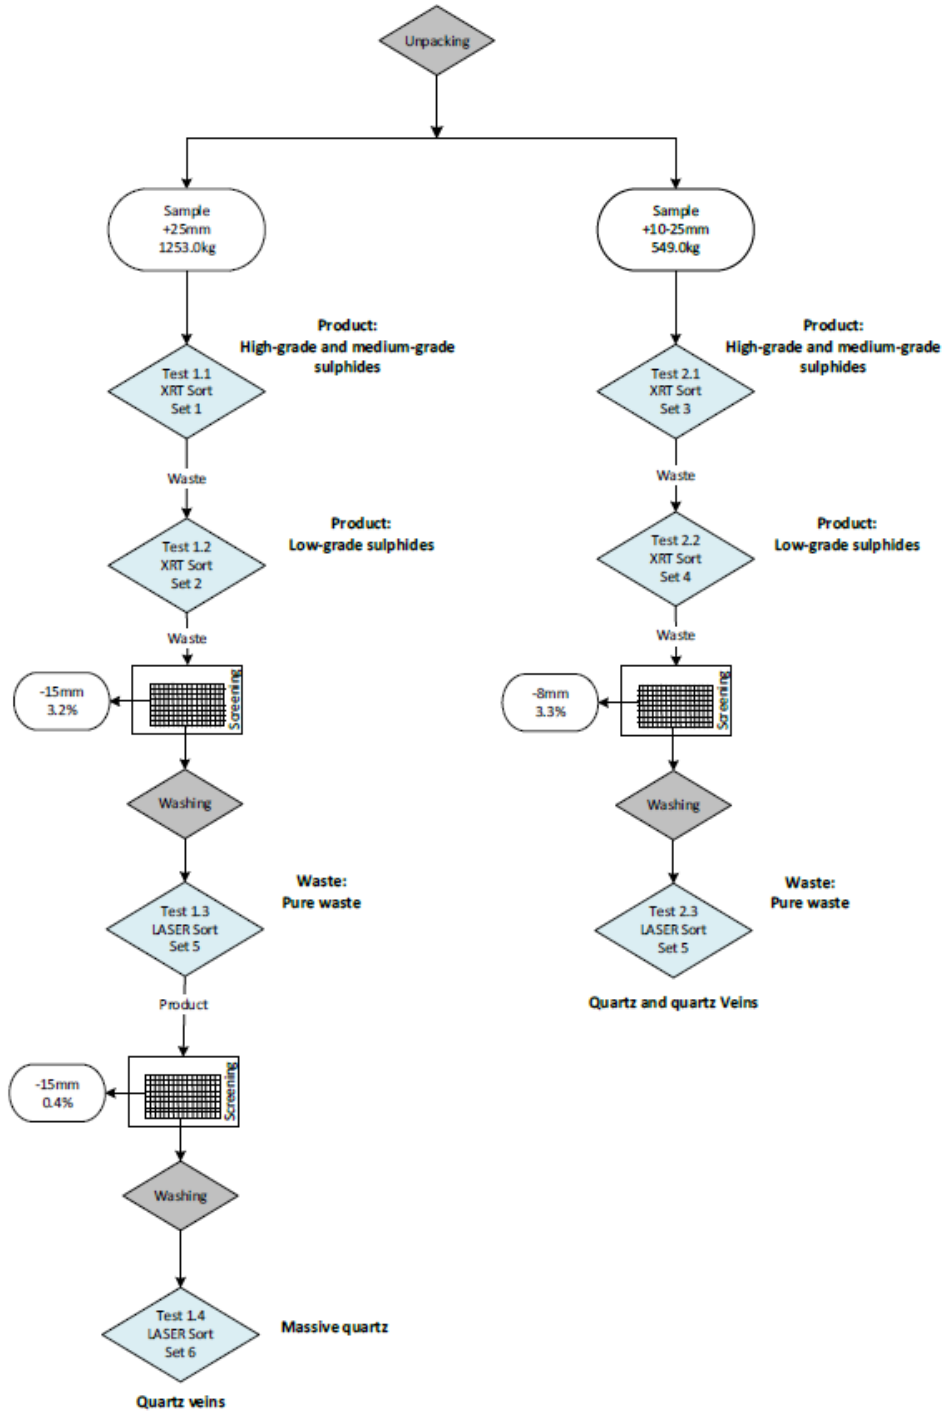 Unpacking
Sample
+25mm
1253.0kg
Sample
+10-25mm
549.0kg
Product:
High-grade and medium-grade
sulphides
Product:
High-grade and medium-grade
sulphides
Test 1.1
XRT Sort
Set 1
Test 2.1
XRT Sort
Set 3
Waste
Waste
Product:
Low-grade sulphides
Product:
Low-grade sulphides
Test 1.2
XRT Sort
Set 2
Test 2.2
XRT Sort
Set 4
Waste
Waste
-15mm
3.2%
Screening
-8mm
3.3%
Screening
Washing
Washing
Waste:
Pure waste
Waste:
Pure waste
Test 1.3
LASER Sort
Set 5
Test 2.3
LASER Sort
Set 5
Product
Quartz and quartz Veins
-15mm
0.4%
Screening
Washing
Test 1.4
LASER Sort
Set 6
Massive quartz
Quartz veins